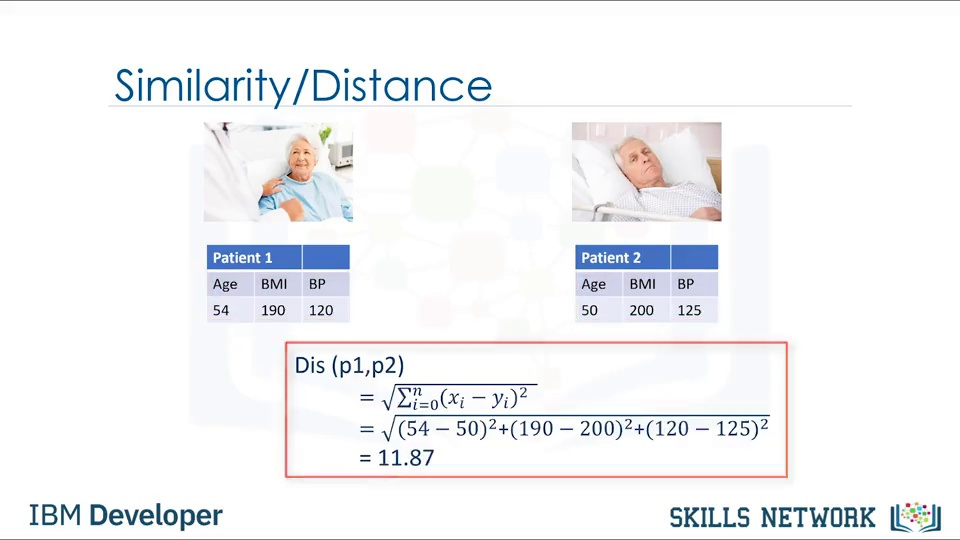 Similarity/Distance
Patient 1
Age BMI BP
54 190 120
Patient 2
Age BMI BP
50 200 125
Dis (p1,p2)
= √∑ⁿᵢ₌₀(xᵢ − yᵢ)²
= √(54 − 50)²+(190 − 200)²+(120 − 125)²
= 11.87
IBM Developer
SKILLS NETWORK